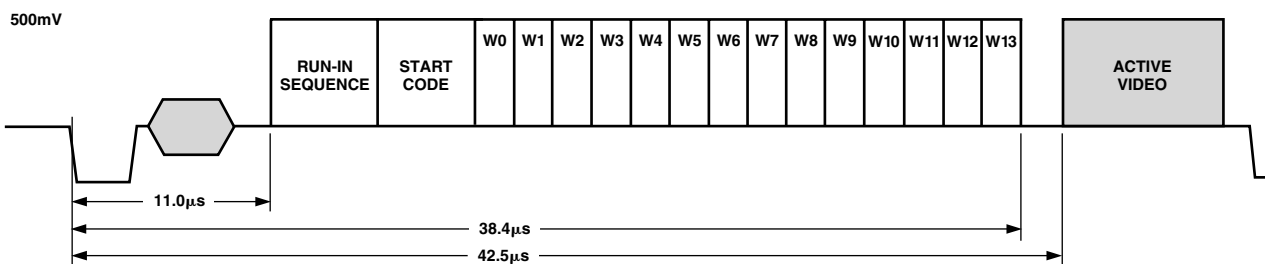 500mV
RUN-IN
SEQUENCE
START
CODE
W0 W1 W2 W3 W4 W5 W6 W7 W8 W9 W10 W11 W12 W13
ACTIVE
VIDEO
11.0μs
38.4μs
42.5μs